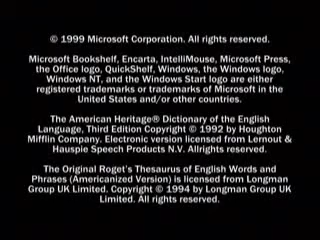 © 1999 Microsoft Corporation. All rights reserved.
Microsoft Bookshelf, Encarta, IntelliMouse, Microsoft Press,
the Office logo, QuickShelf, Windows, the Windows logo,
Windows NT, and the Windows Start logo are either
registered trademarks or trademarks of Microsoft in the
United States and/or other countries.
The American Heritage® Dictionary of the English
Language, Third Edition Copyright © 1992 by Houghton
Mifflin Company. Electronic version licensed from Lernout &
Hauspie Speech Products N.V. Allrights reserved.
The Original Roget's Thesaurus of English Words and
Phrases (Americanized Version) is licensed from Longman
Group UK Limited. Copyright © 1994 by Longman Group UK
Limited. All rights reserved.